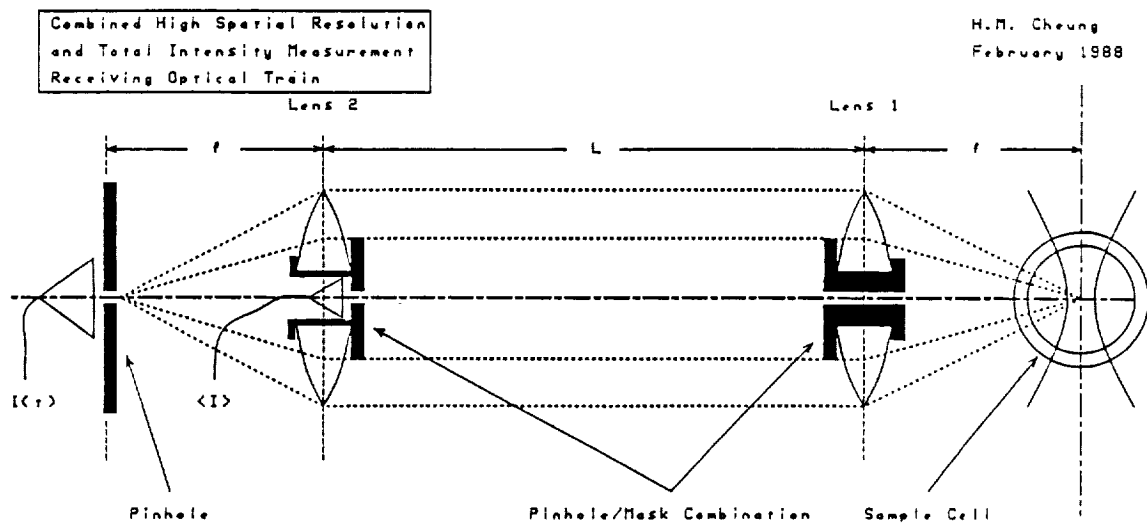 Combined High Spatial Resolution
and Total Intensity Measurement
Receiving Optical Train
H.M. Cheung
February 1988
Lens 2
Lens 1
f
L
f
I(τ)
<I>
Pinhole
Pinhole/Mask Combination
Sample Cell